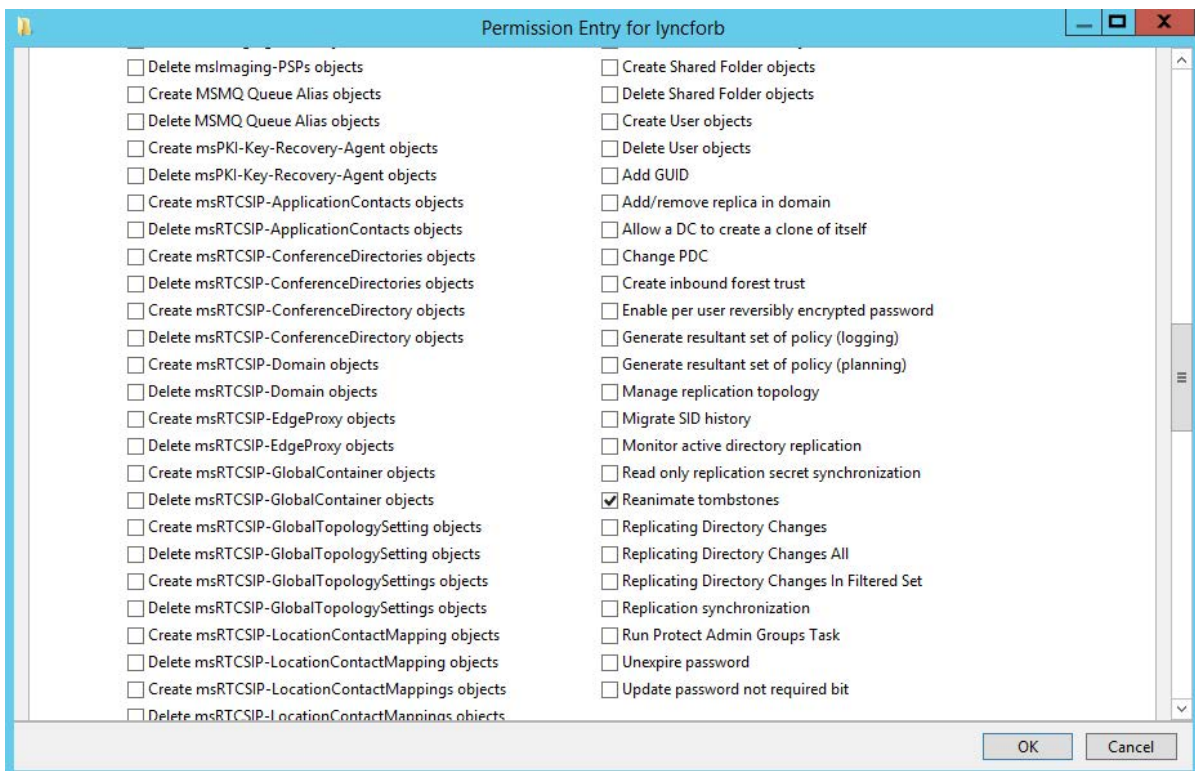 Permission Entry for lyncforb
Delete msImaging-PSPs objects
Create MSMQ Queue Alias objects
Delete MSMQ Queue Alias objects
Create msPKI-Key-Recovery-Agent objects
Delete msPKI-Key-Recovery-Agent objects
Create msRTCSIP-ApplicationContacts objects
Delete msRTCSIP-ApplicationContacts objects
Create msRTCSIP-ConferenceDirectories objects
Delete msRTCSIP-ConferenceDirectories objects
Create msRTCSIP-ConferenceDirectory objects
Delete msRTCSIP-ConferenceDirectory objects
Create msRTCSIP-Domain objects
Delete msRTCSIP-Domain objects
Create msRTCSIP-EdgeProxy objects
Delete msRTCSIP-EdgeProxy objects
Create msRTCSIP-GlobalContainer objects
Delete msRTCSIP-GlobalContainer objects
Create msRTCSIP-GlobalTopologySetting objects
Delete msRTCSIP-GlobalTopologySetting objects
Create msRTCSIP-GlobalTopologySettings objects
Delete msRTCSIP-GlobalTopologySettings objects
Create msRTCSIP-LocationContactMapping objects
Delete msRTCSIP-LocationContactMapping objects
Create msRTCSIP-LocationContactMappings objects
Delete msRTCSIP-LocationContactMappings objects
Create Shared Folder objects
Delete Shared Folder objects
Create User objects
Delete User objects
Add GUID
Add/remove replica in domain
Allow a DC to create a clone of itself
Change PDC
Create inbound forest trust
Enable per user reversibly encrypted password
Generate resultant set of policy (logging)
Generate resultant set of policy (planning)
Manage replication topology
Migrate SID history
Monitor active directory replication
Read only replication secret synchronization
Reanimate tombstones
Replicating Directory Changes
Replicating Directory Changes All
Replicating Directory Changes In Filtered Set
Replication synchronization
Run Protect Admin Groups Task
Unexpire password
Update password not required bit
OK
Cancel